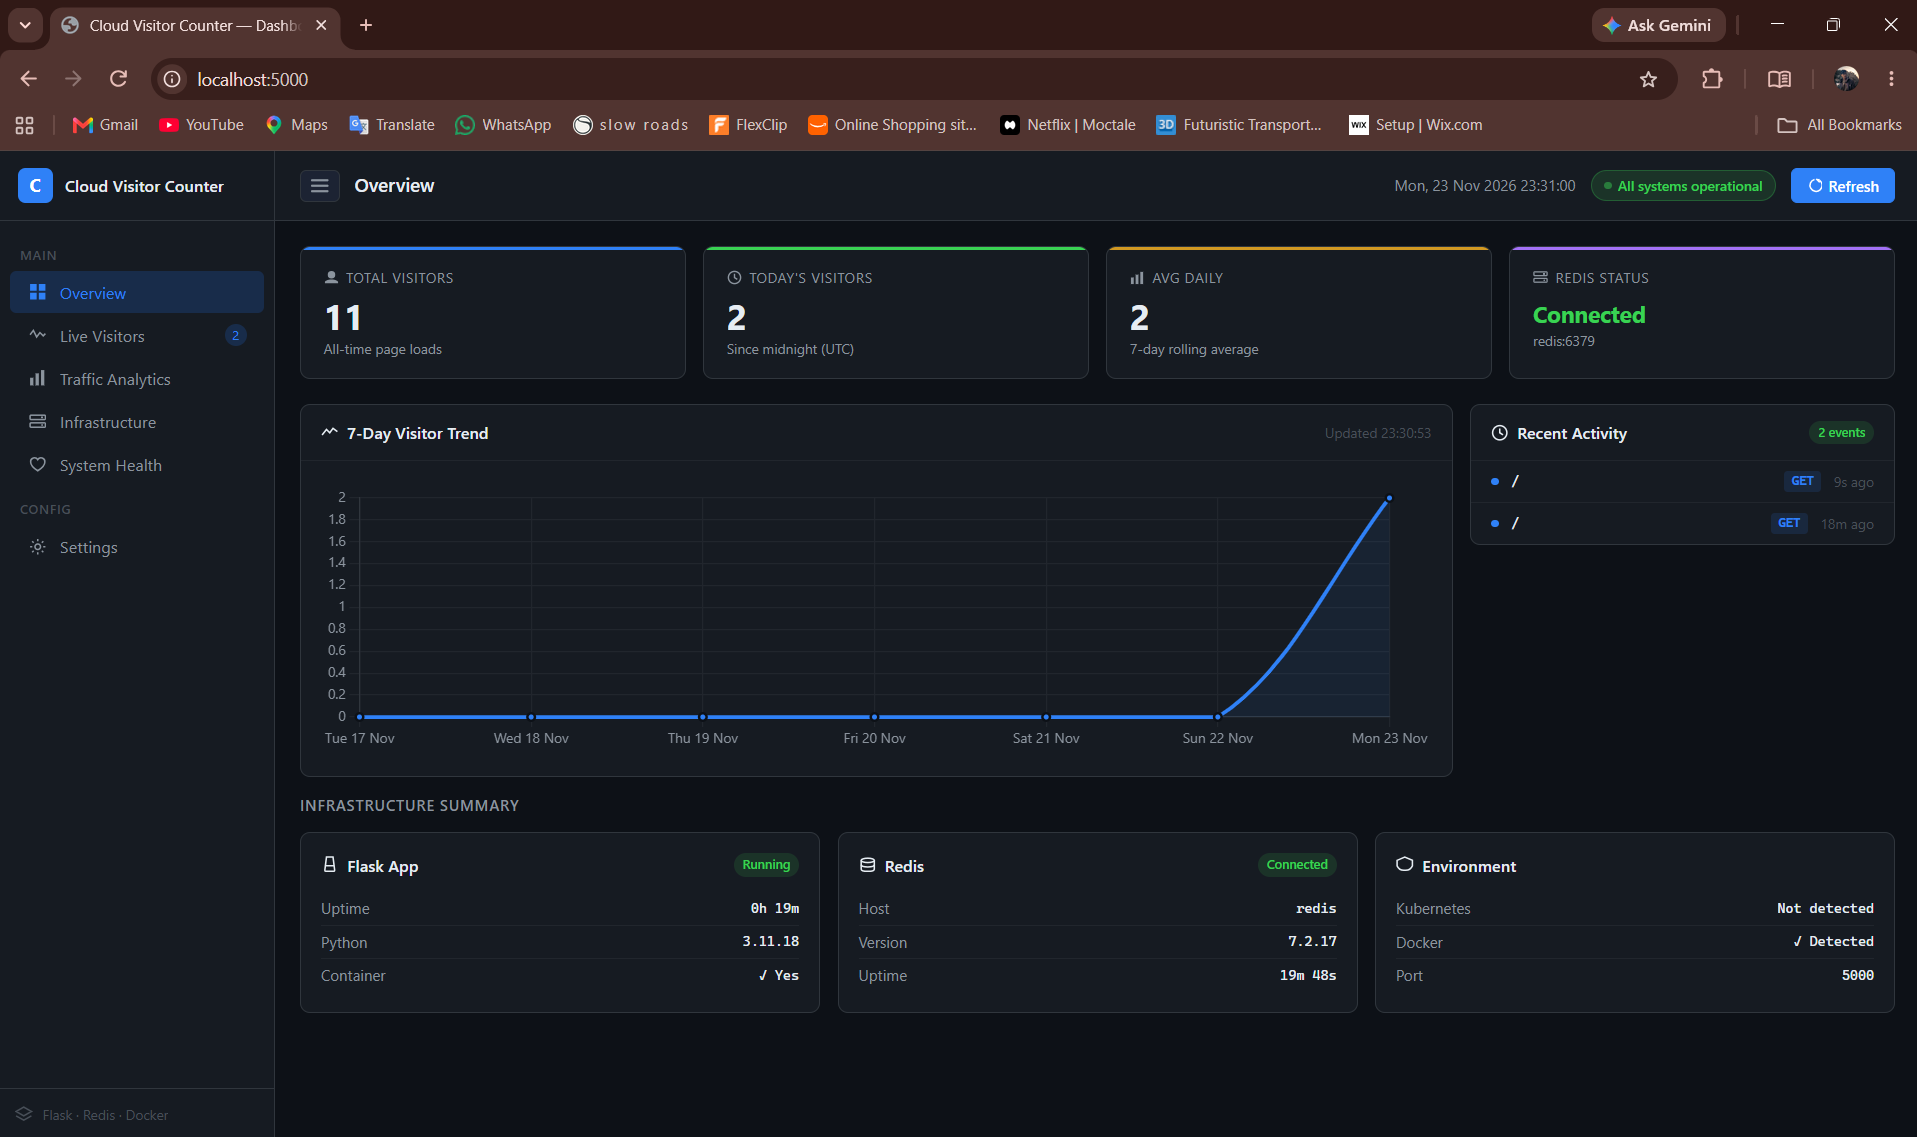 Cloud Visitor Counter — Dashb
Ask Gemini
localhost:5000
Gmail YouTube Maps Translate WhatsApp slow roads FlexClip Online Shopping sit... Netflix | Moctale 3D Futuristic Transport... WIX Setup | Wix.com All Bookmarks
C Cloud Visitor Counter
Overview
Mon, 23 Nov 2026 23:31:00
All systems operational
Refresh
MAIN
Overview
Live Visitors 2
Traffic Analytics
Infrastructure
System Health
CONFIG
Settings
Flask · Redis · Docker
TOTAL VISITORS
11
All-time page loads
TODAY'S VISITORS
2
Since midnight (UTC)
AVG DAILY
2
7-day rolling average
REDIS STATUS
Connected
redis:6379
7-Day Visitor Trend
Updated 23:30:53
2
1.8
1.6
1.4
1.2
1
0.8
0.6
0.4
0.2
0
Tue 17 Nov Wed 18 Nov Thu 19 Nov Fri 20 Nov Sat 21 Nov Sun 22 Nov Mon 23 Nov
Recent Activity 2 events
/ GET 9s ago
/ GET 18m ago
INFRASTRUCTURE SUMMARY
Flask App Running
Uptime 0h 19m
Python 3.11.18
Container ✓ Yes
Redis Connected
Host redis
Version 7.2.17
Uptime 19m 48s
Environment
Kubernetes Not detected
Docker ✓ Detected
Port 5000